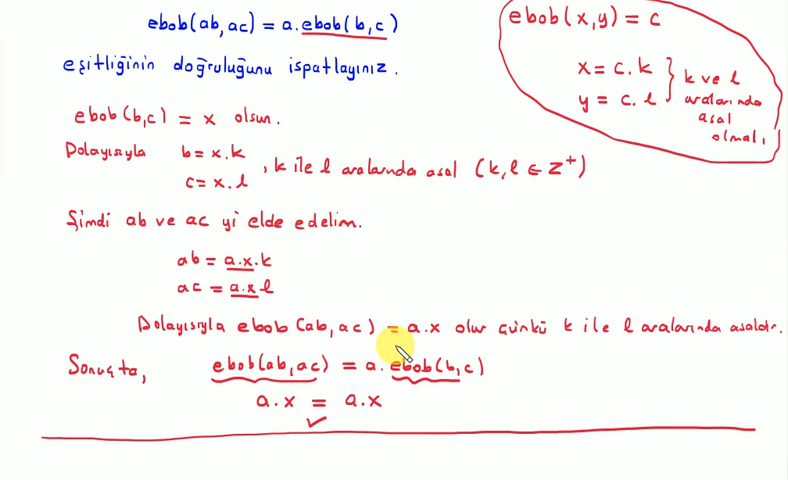 ebob(ab,ac) = a.ebob(b,c)
eşitliğinin doğruluğunu ispatlayınız.
ebob(x,y) = c
x = c.k
y = c.l
k ve l
aralarında
asal
olmalı
ebob(b,c) = x olsun.
Dolayısıyla b = x.k
c = x.l
, k ile l aralarında asal (k,l ∈ Z⁺)
Şimdi ab ve ac yi elde edelim.
ab = a.x.k
ac = a.x.l
Dolayısıyla ebob(ab,ac) = a.x olur çünkü k ile l aralarında asaldır.
Sonuçta, ebob(ab,ac) = a.ebob(b,c)
a.x = a.x
✓